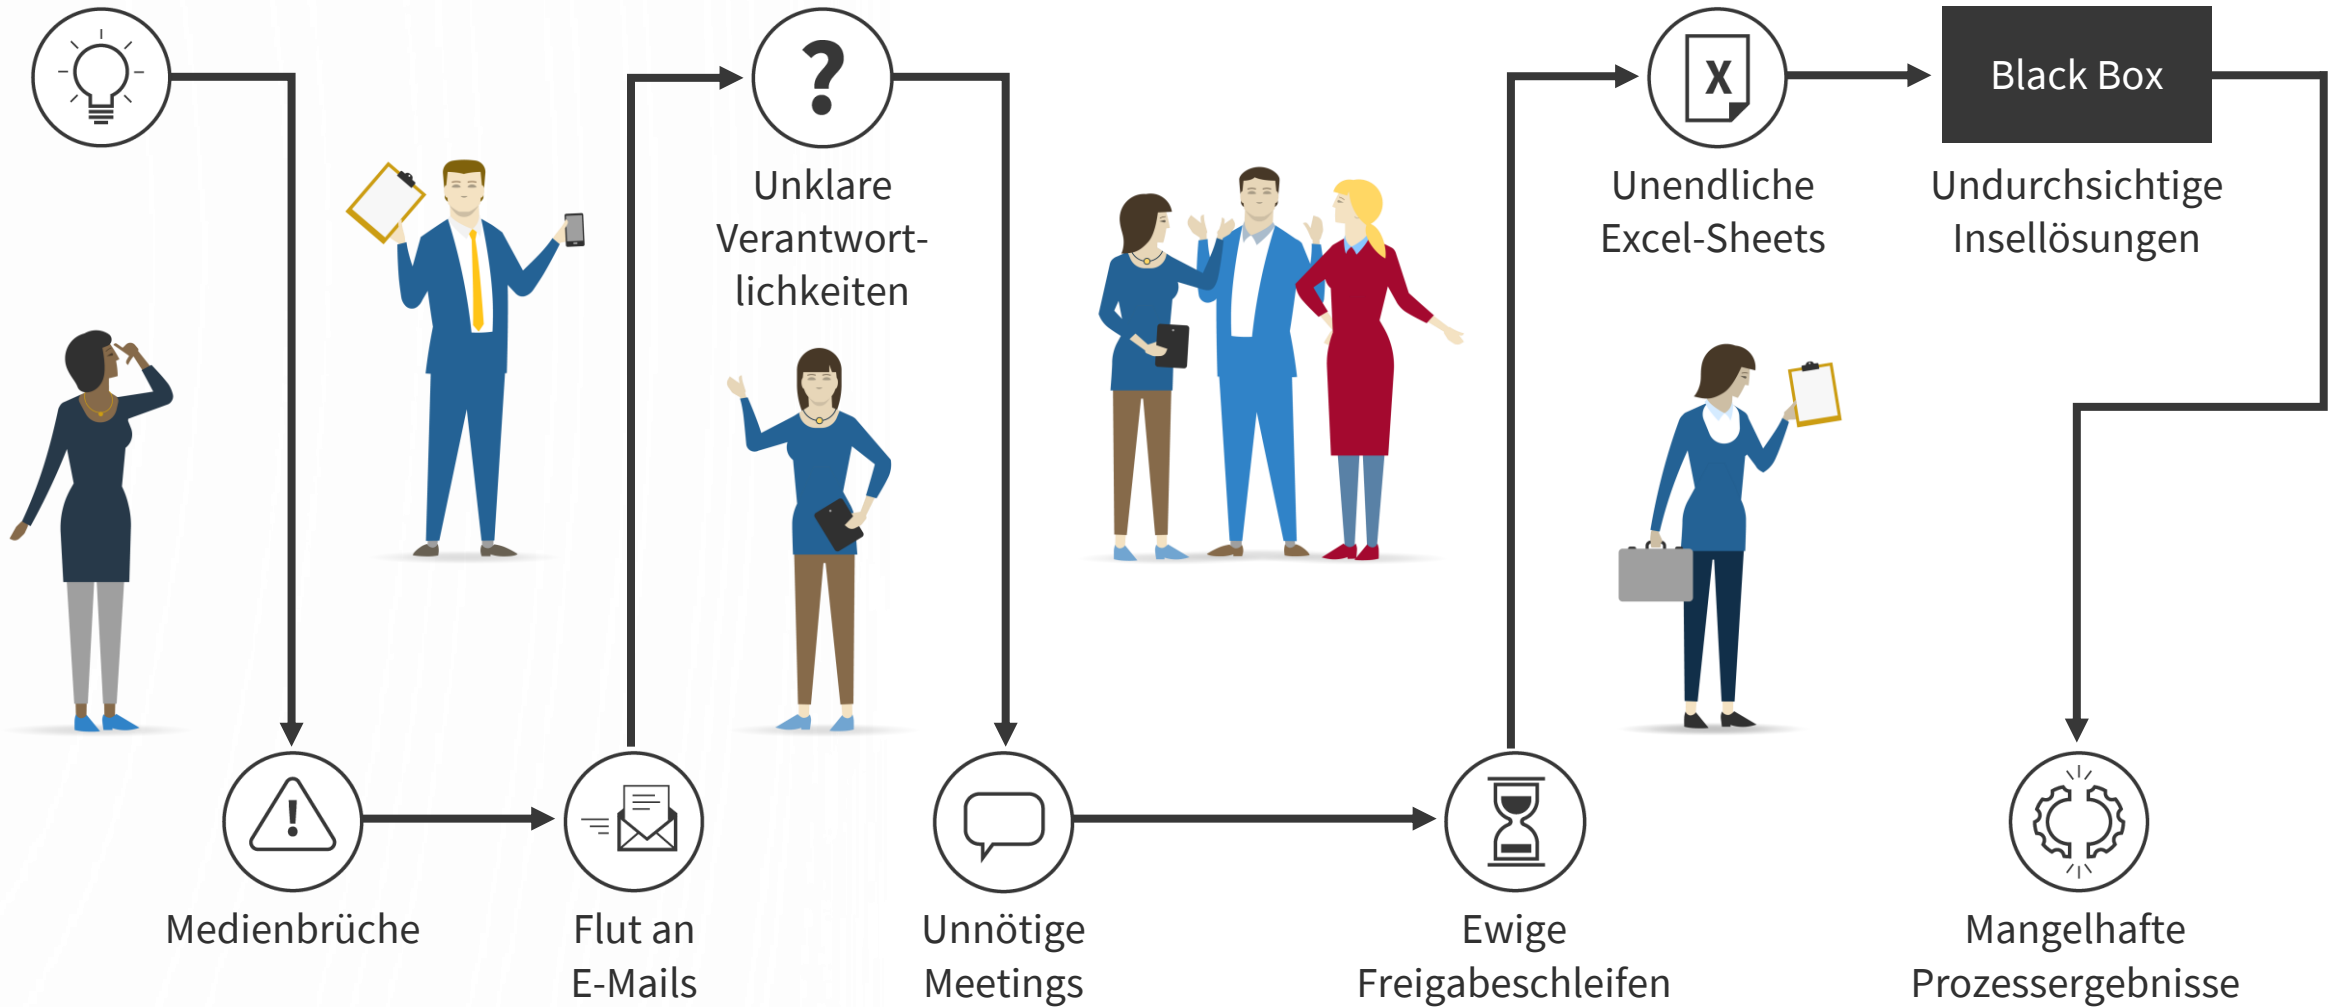 Black Box
Unklare
Verantwort-
lichkeiten
Unendliche
Excel-Sheets
Undurchsichtige
Insellösungen
Medienbrüche
Flut an
E-Mails
Unnötige
Meetings
Ewige
Freigabeschleifen
Mangelhafte
Prozessergebnisse
?
X
!